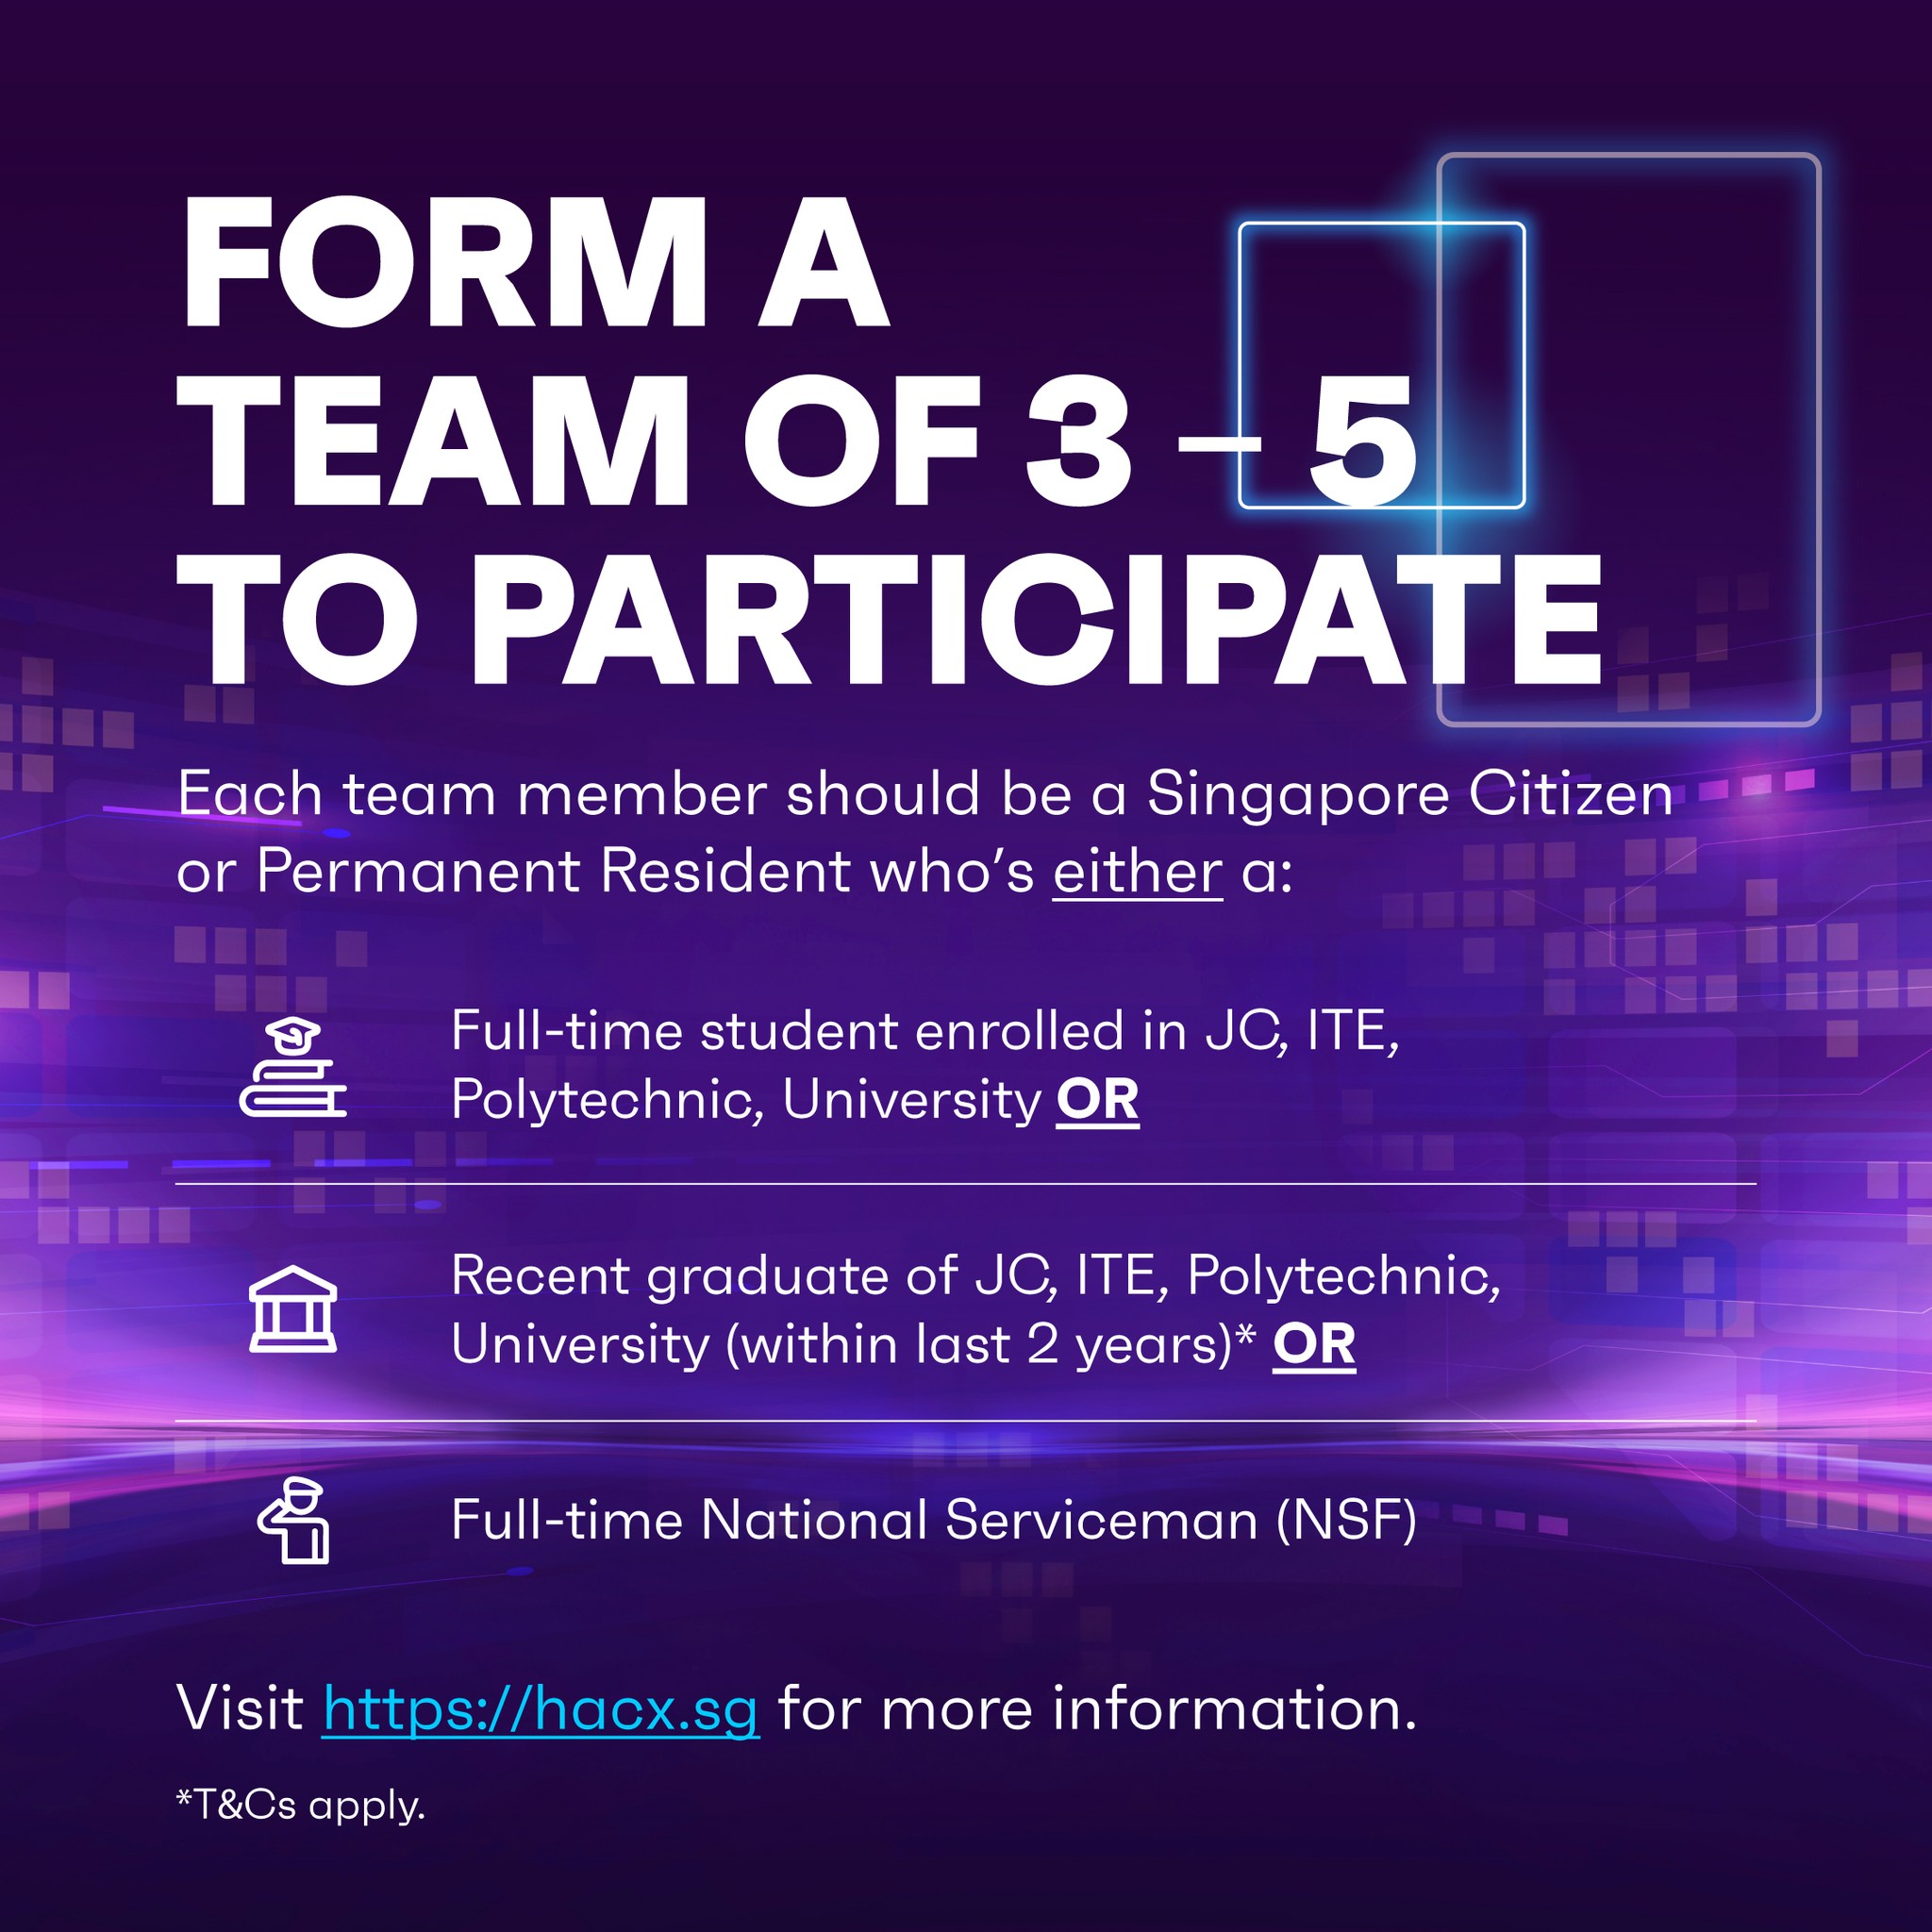 FORM A
TEAM OF 3 – 5
TO PARTICIPATE
Each team member should be a Singapore Citizen
or Permanent Resident who’s either a:
Full-time student enrolled in JC, ITE,
Polytechnic, University OR
Recent graduate of JC, ITE, Polytechnic,
University (within last 2 years)* OR
Full-time National Serviceman (NSF)
Visit https://hacx.sg for more information.
*T&Cs apply.